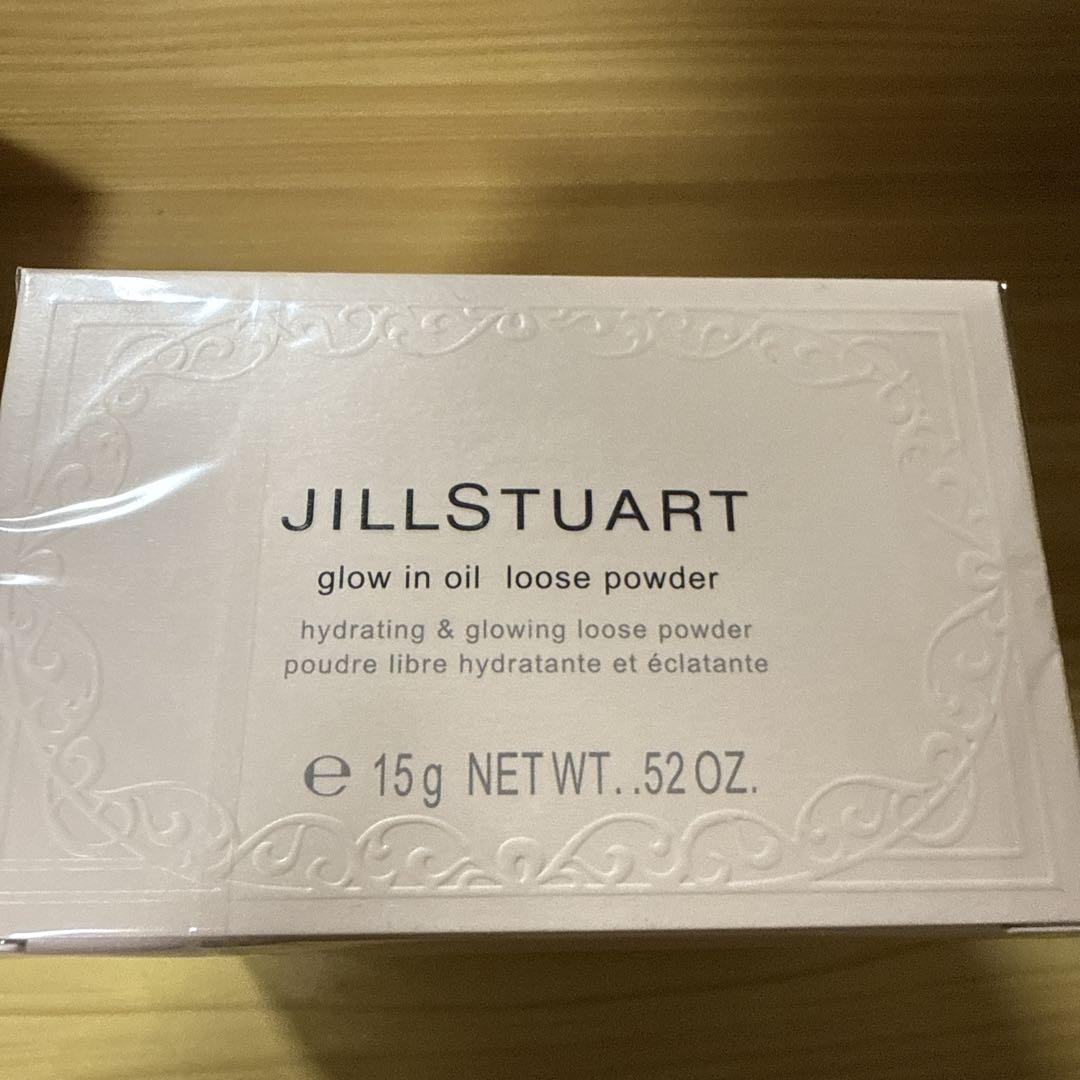 JILLSTUART
glow in oil loose powder
hydrating & glowing loose powder
poudre libre hydratante et éclatante
℮ 15g NET WT. .52 OZ.